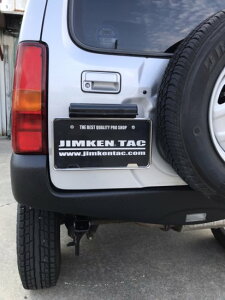 THE BEST QUALITY PRO SHOP
JIMKEN TAC
www.jimkentac.com